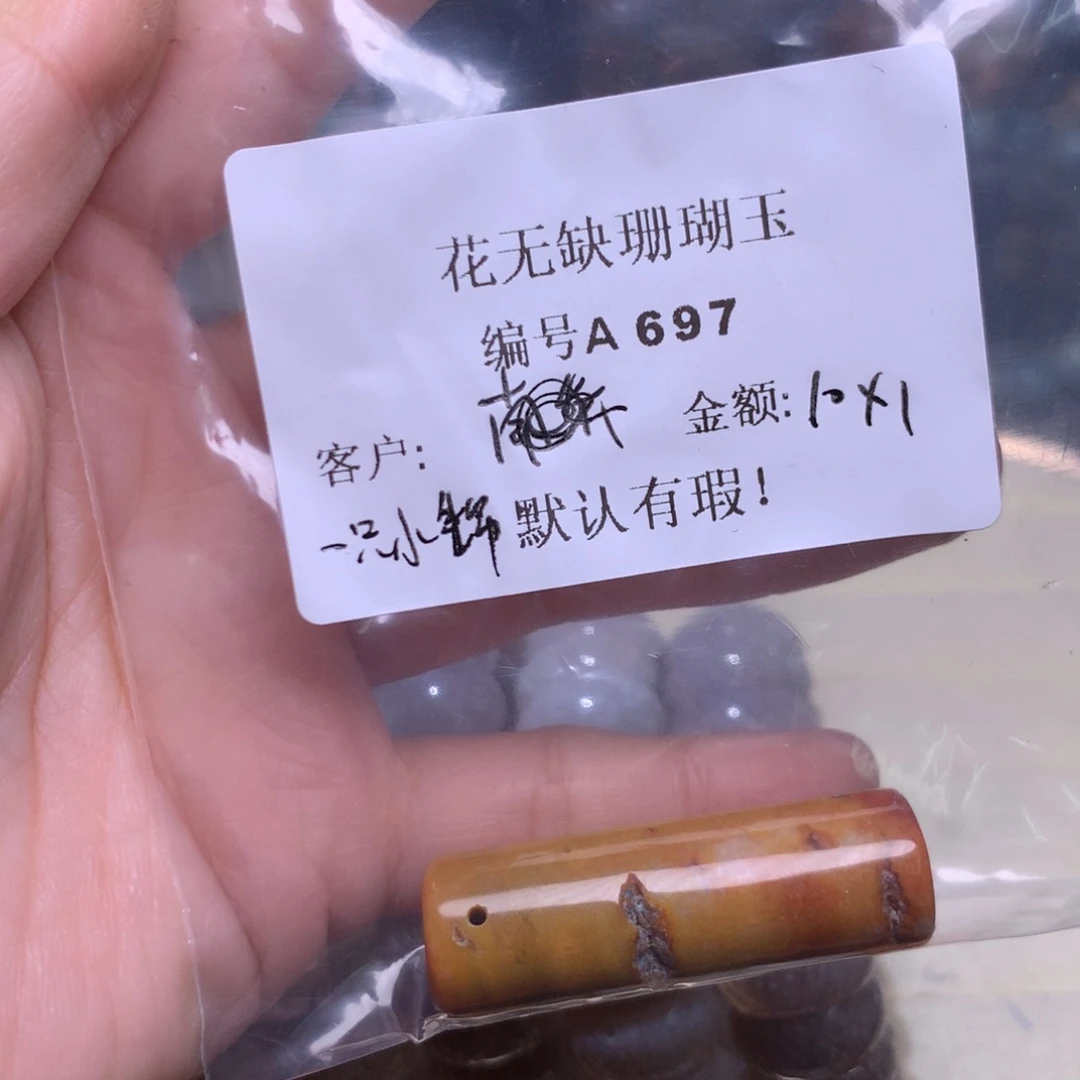 花无缺珊瑚玉
编号A 697
客户: 金额: 10X1
一只小 默认有瑕!